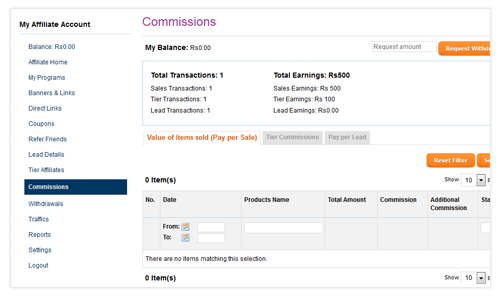 My Affiliate Account
Balance: Rs0.00
Affiliate Home
My Programs
Banners & Links
Direct Links
Coupons
Refer Friends
Lead Details
Tier Affiliates
Commissions
Withdrawals
Traffics
Reports
Settings
Logout
Commissions
My Balance: Rs0.00
Request amount
Request Withd
Total Transactions: 1
Total Earnings: Rs500
Sales Transactions: 1
Sales Earnings: Rs 500
Tier Transactions: 1
Tier Earnings: Rs 100
Lead Transactions: 1
Lead Earnings: Rs0.00
Value of items sold (Pay per Sale)
Tier Commissions
Pay per Lead
Reset Filter
0 Item(s)
Show 10
No.
Date
Products Name
Total Amount
Commission
Additional
Commission
Sta
From:
To:
There are no items matching this selection.
0 Item(s)
Show 10